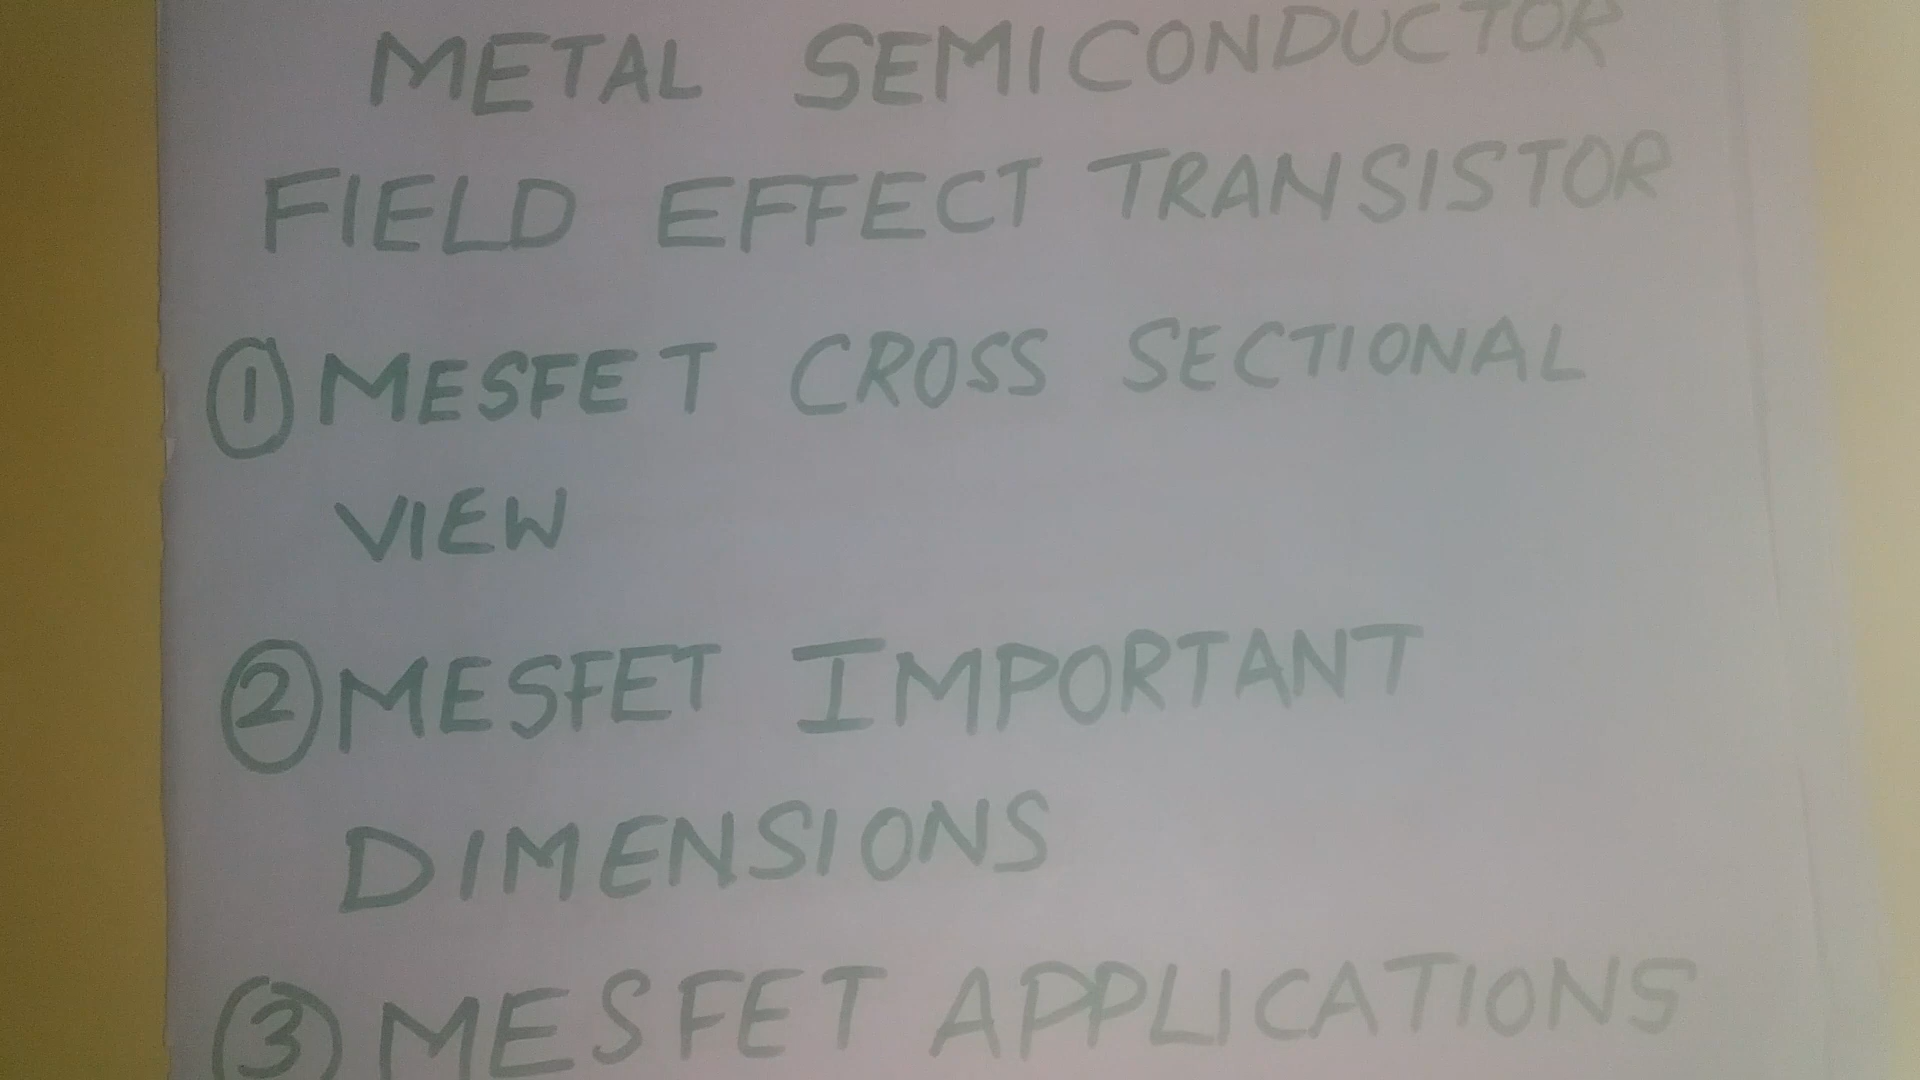 METAL SEMICONDUCTOR
FIELD EFFECT TRANSISTOR
① MESFET CROSS SECTIONAL
VIEW
② MESFET IMPORTANT
DIMENSIONS
③ MESFET APPLICATIONS